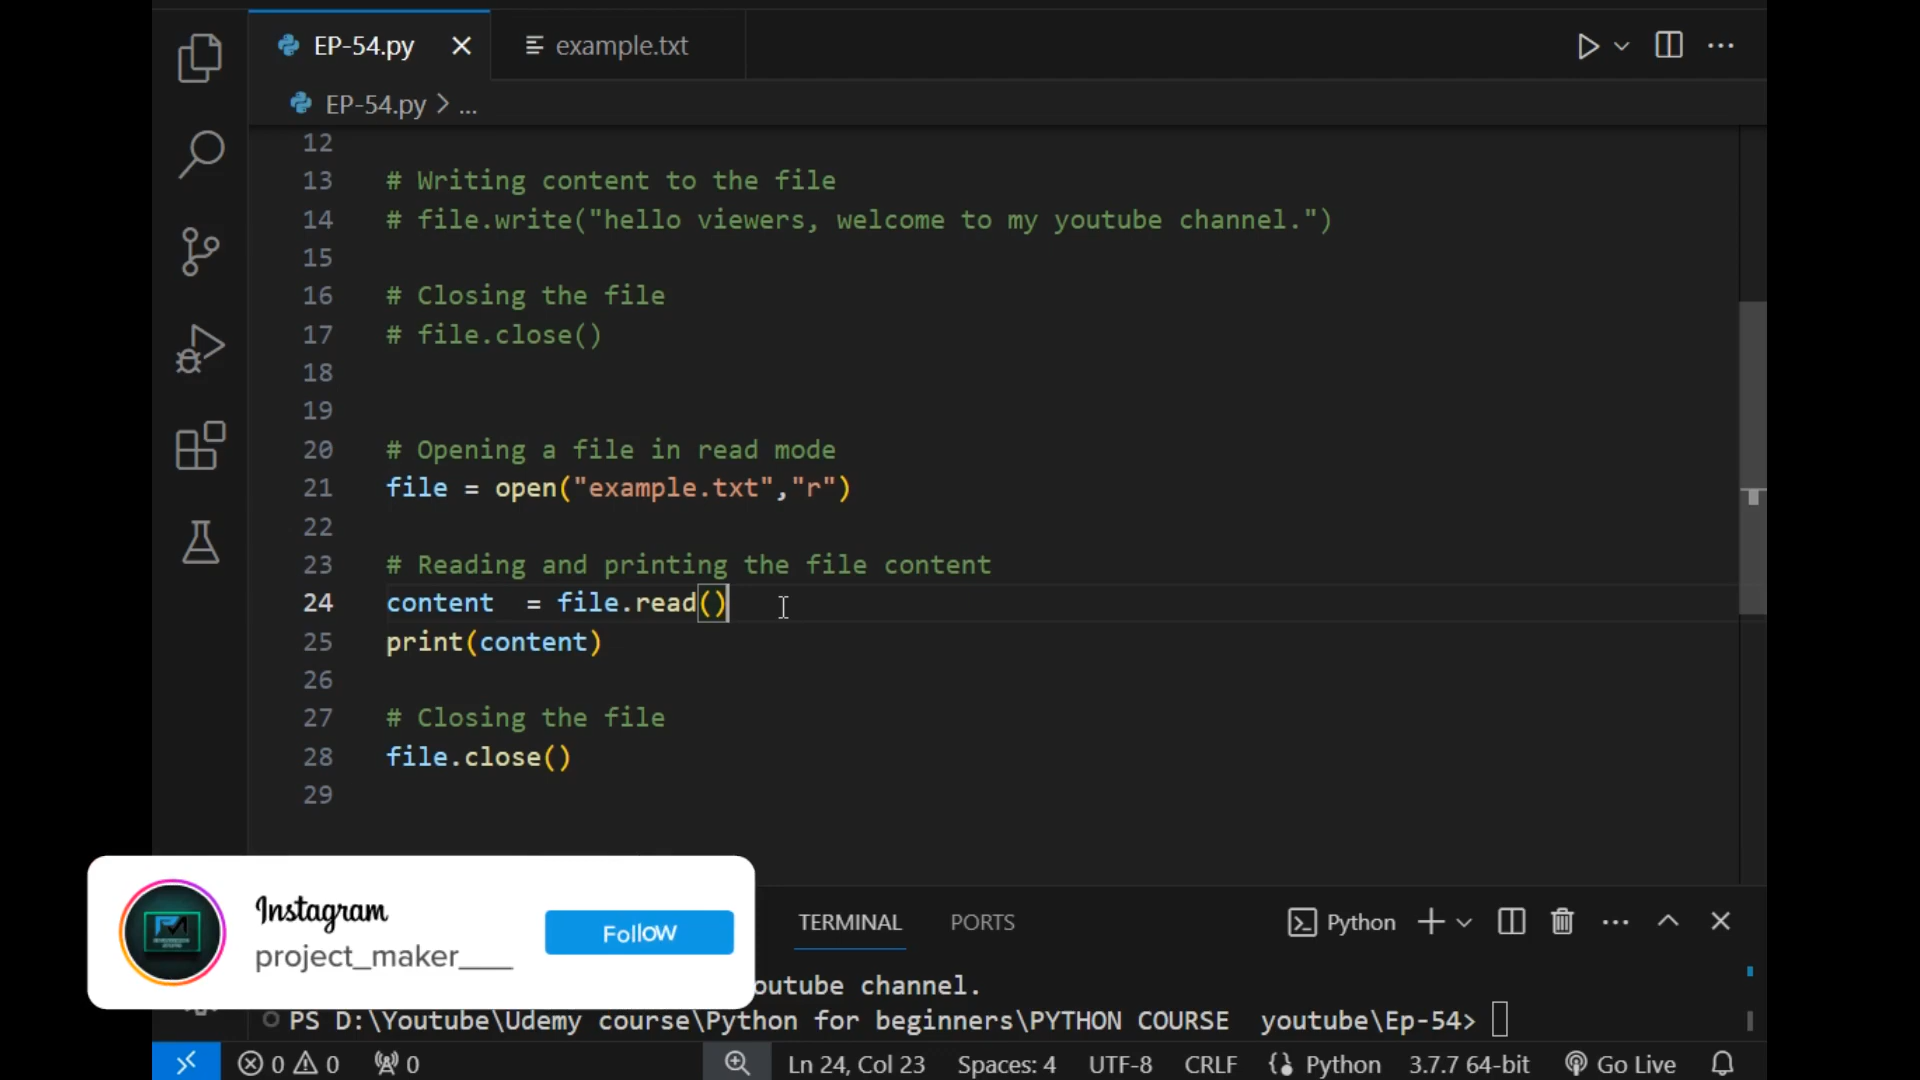 EP-54.py
example.txt
EP-54.py > ...
12
13 # Writing content to the file
14 # file.write("hello viewers, welcome to my youtube channel.")
15
16 # Closing the file
17 # file.close()
18
19
20 # Opening a file in read mode
21 file = open("example.txt","r")
22
23 # Reading and printing the file content
24 content  = file.read()
25 print(content)
26
27 # Closing the file
28 file.close()
29
Instagram
project_maker___
Follow
TERMINAL PORTS Python
outube channel.
PS D:\Youtube\Udemy course\Python for beginners\PYTHON COURSE  youtube\Ep-54>
0 0 0 Ln 24, Col 23 Spaces: 4 UTF-8 CRLF Python 3.7.7 64-bit Go Live